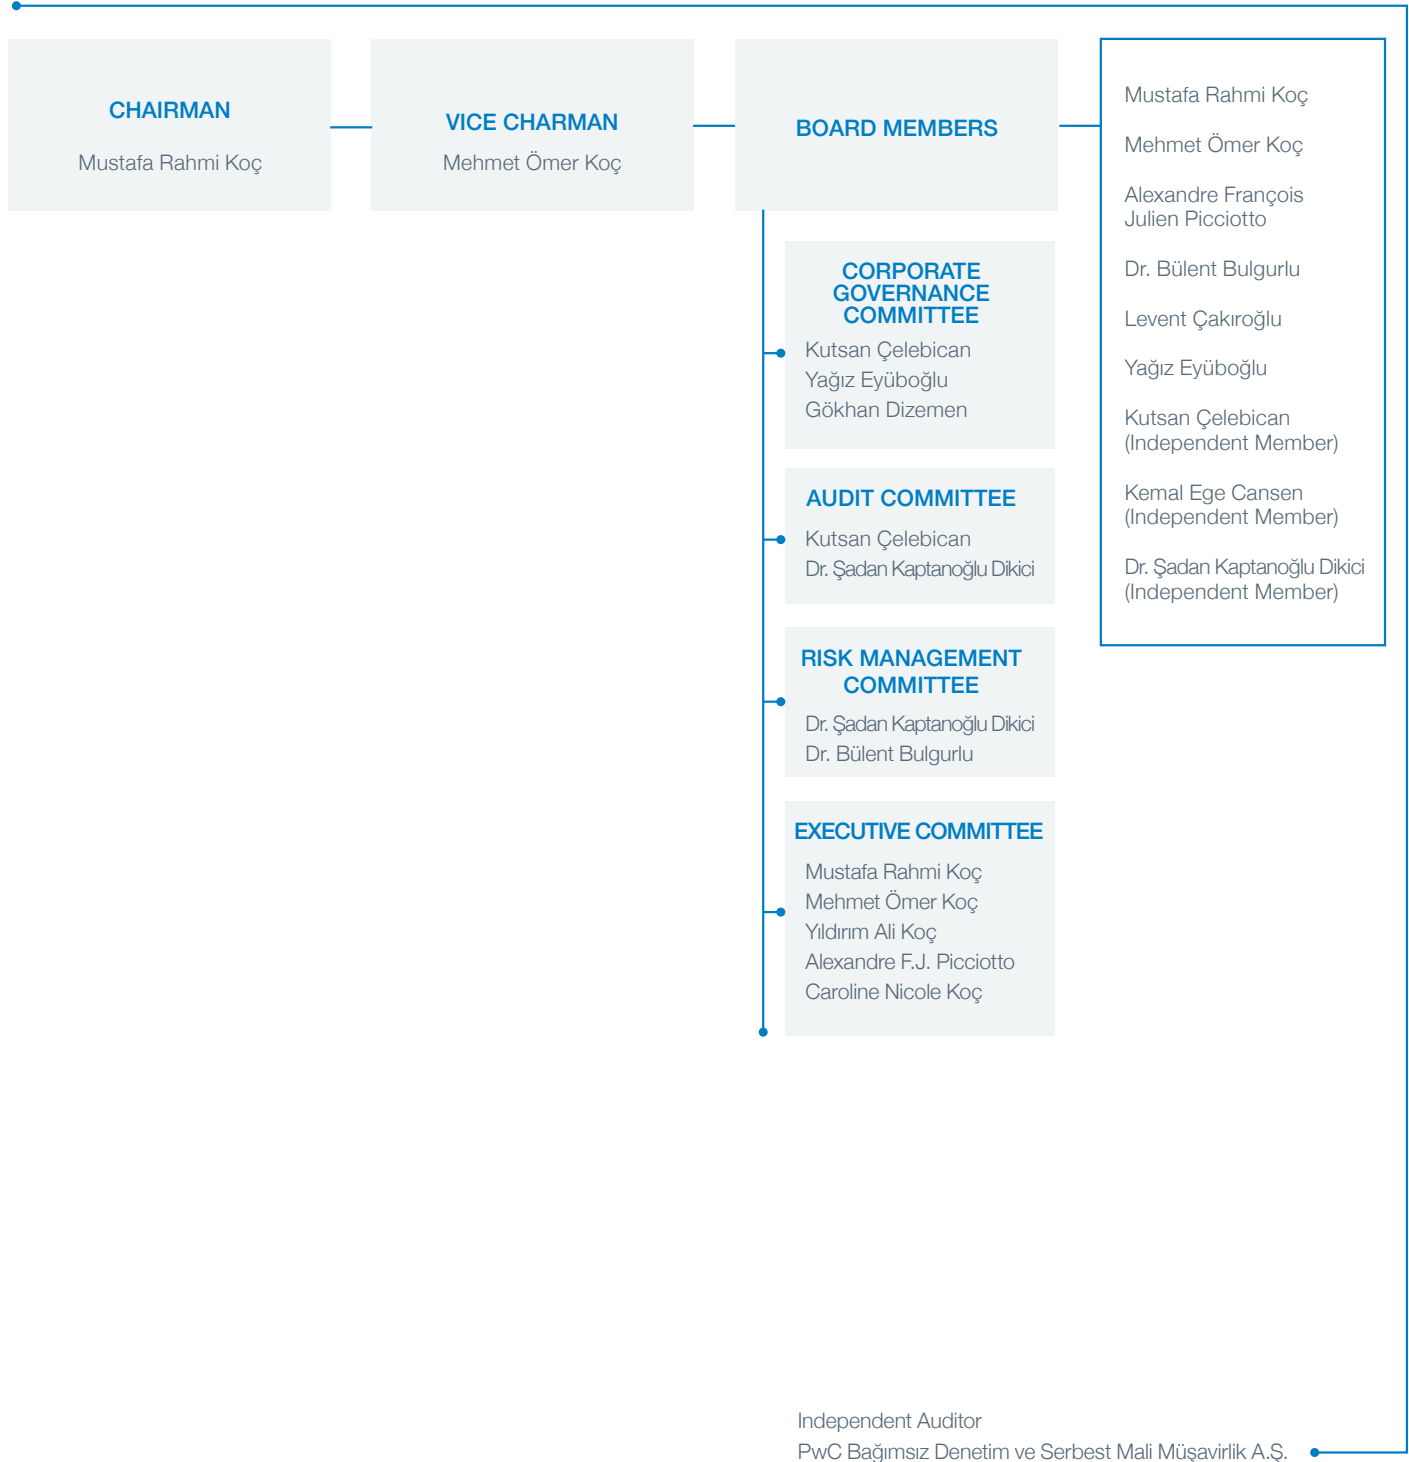 CHAIRMAN
Mustafa Rahmi Koç
VICE CHARMAN
Mehmet Ömer Koç
BOARD MEMBERS
Mustafa Rahmi Koç
Mehmet Ömer Koç
Alexandre François
Julien Picciotto
Dr. Bülent Bulgurlu
Levent Çakıroğlu
Yağız Eyüboğlu
Kutsan Çelebican
(Independent Member)
Kemal Ege Cansen
(Independent Member)
Dr. Şadan Kaptanoğlu Dikici
(Independent Member)
CORPORATE
GOVERNANCE
COMMITTEE
Kutsan Çelebican
Yağız Eyüboğlu
Gökhan Dizemen
AUDIT COMMITTEE
Kutsan Çelebican
Dr. Şadan Kaptanoğlu Dikici
RISK MANAGEMENT
COMMITTEE
Dr. Şadan Kaptanoğlu Dikici
Dr. Bülent Bulgurlu
EXECUTIVE COMMITTEE
Mustafa Rahmi Koç
Mehmet Ömer Koç
Yıldırım Ali Koç
Alexandre F.J. Picciotto
Caroline Nicole Koç
Independent Auditor
PwC Bağımsız Denetim ve Serbest Mali Müşavirlik A.Ş.